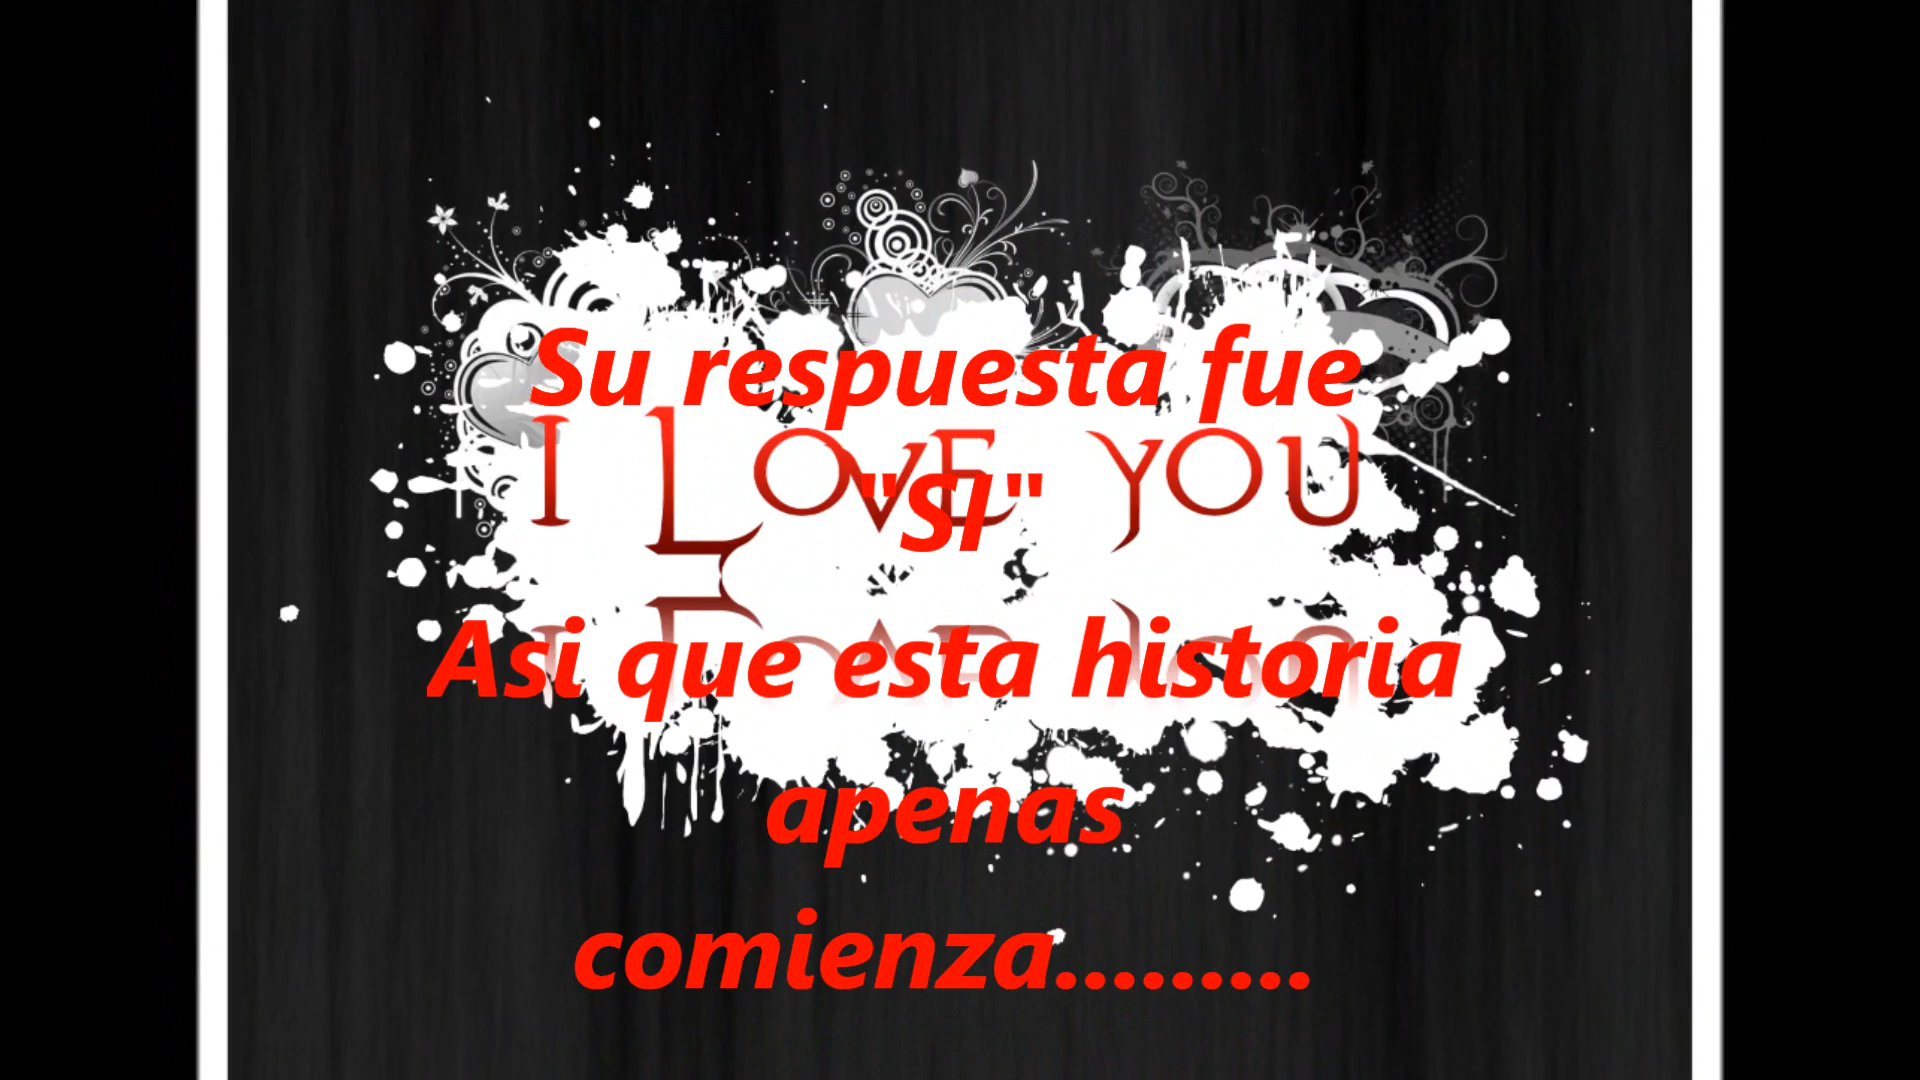 Su respuesta fue
I LOVE YOU
"SI"
Asi que esta historia
apenas
comienza.........